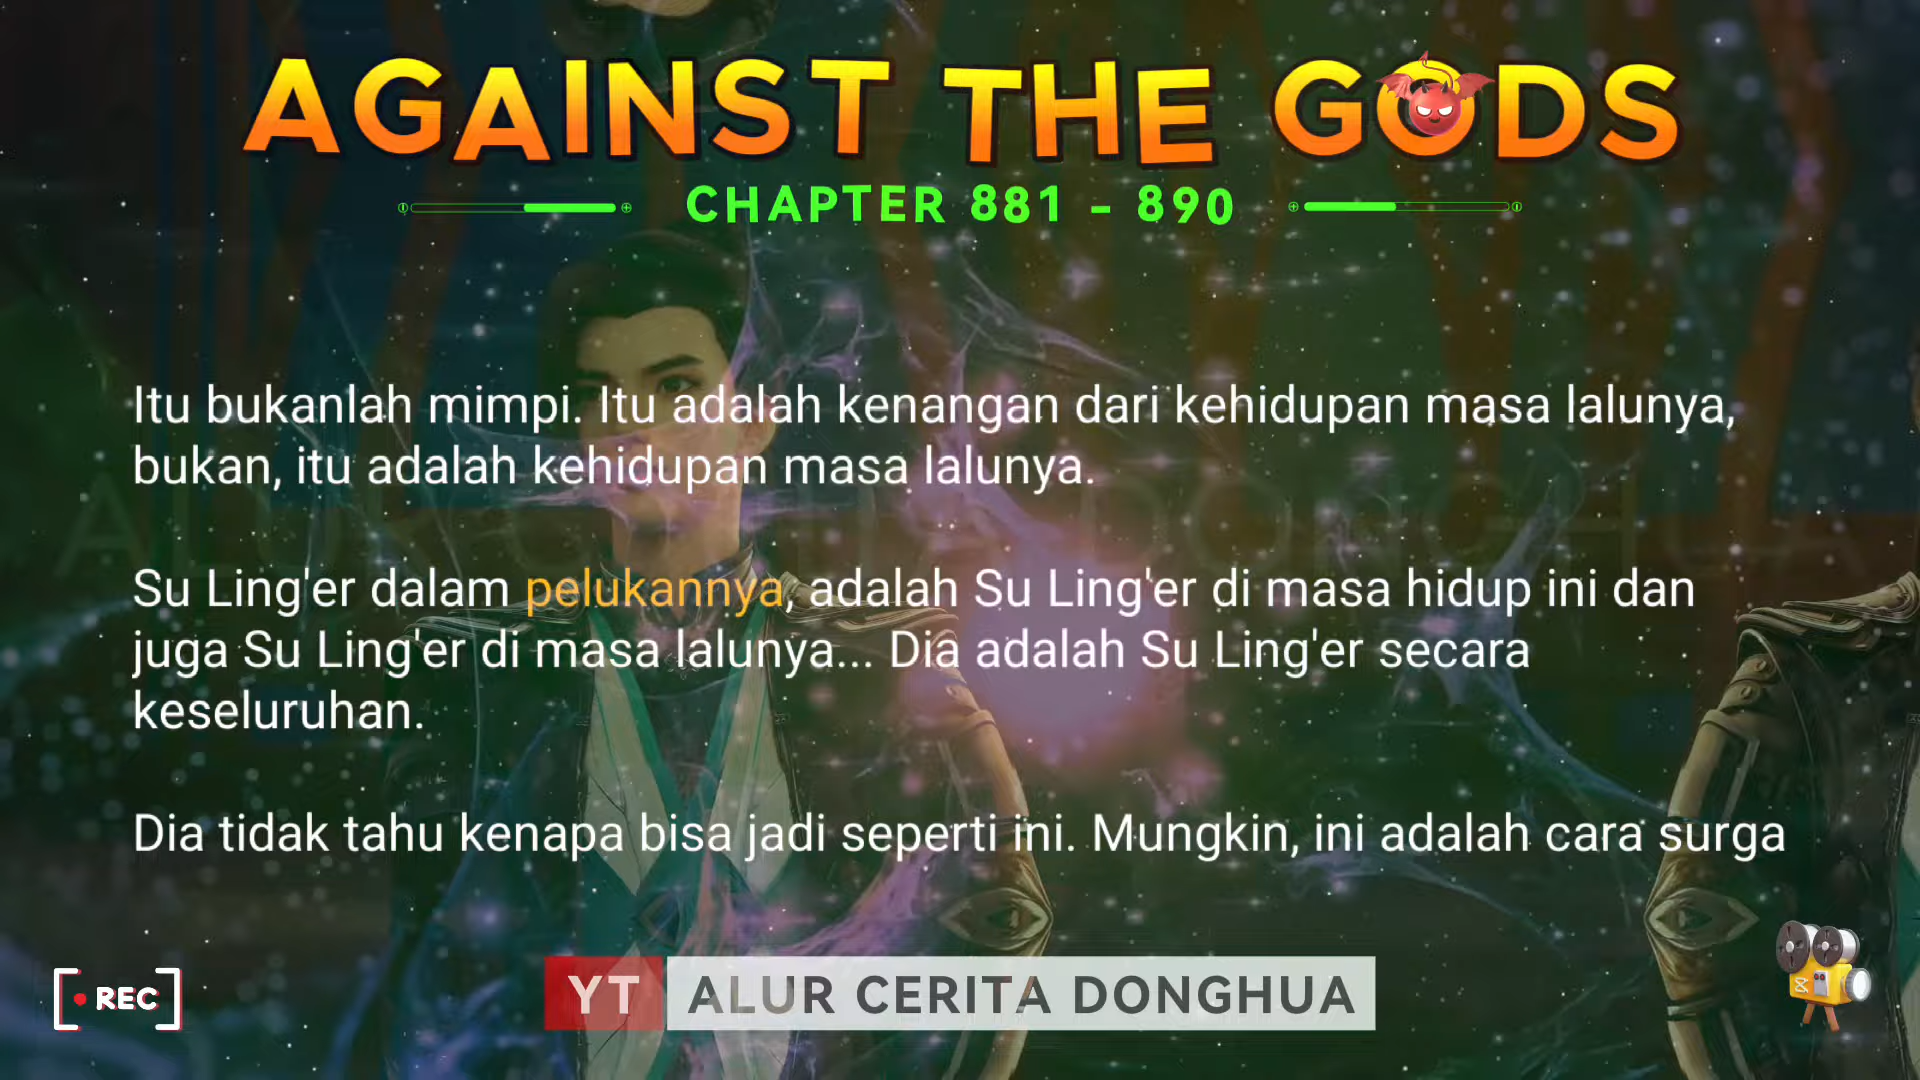 AGAINST THE GODS
CHAPTER 881 - 890
Itu bukanlah mimpi. Itu adalah kenangan dari kehidupan masa lalunya,
bukan, itu adalah kehidupan masa lalunya.
Su Ling'er dalam pelukannya, adalah Su Ling'er di masa hidup ini dan
juga Su Ling'er di masa lalunya... Dia adalah Su Ling'er secara
keseluruhan.
Dia tidak tahu kenapa bisa jadi seperti ini. Mungkin, ini adalah cara surga
REC
YT ALUR CERITA DONGHUA
ALUR CERITA DONGHUA